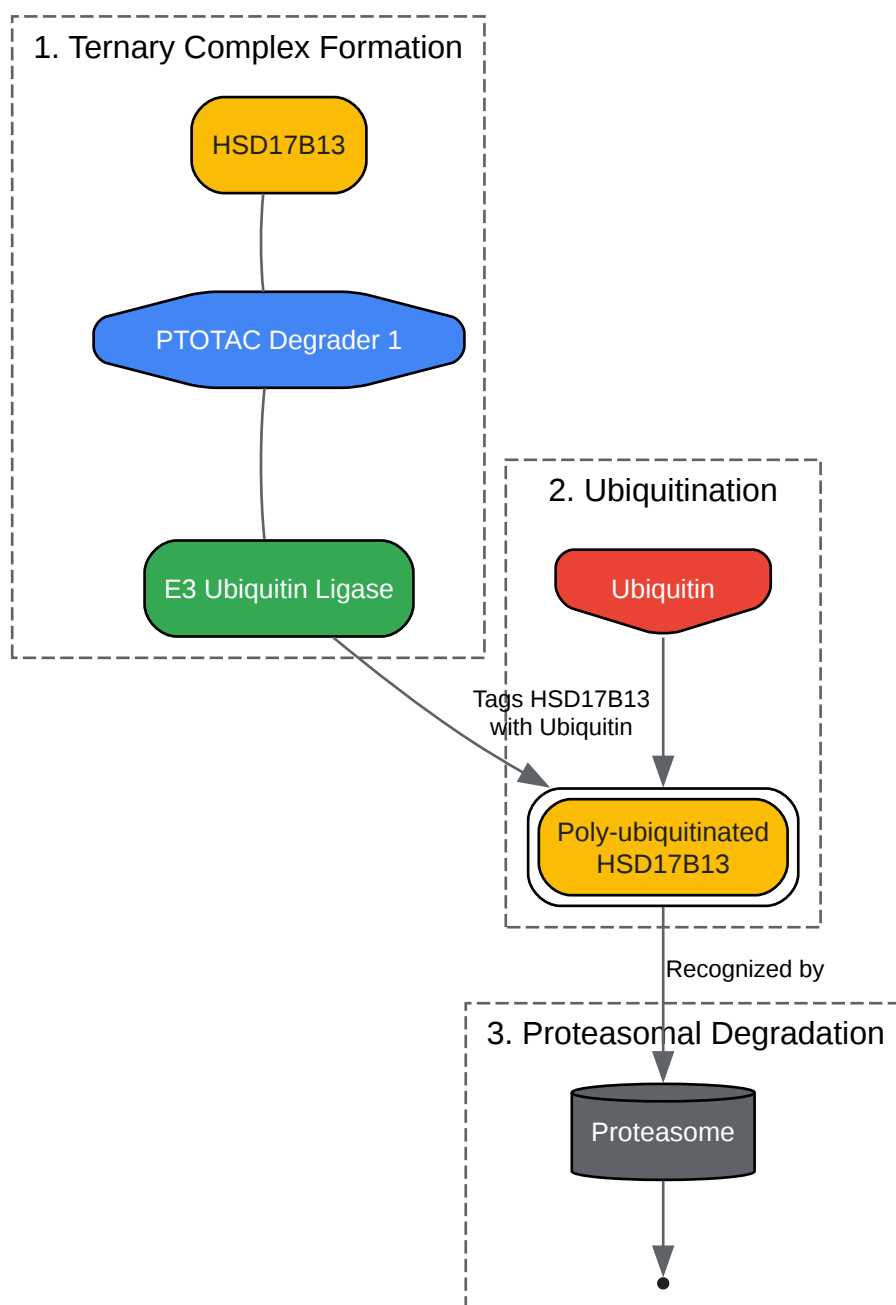 1. Ternary Complex Formation
HSD17B13
PTOTAC Degrader 1
E3 Ubiquitin Ligase
2. Ubiquitination
Ubiquitin
Tags HSD17B13
with Ubiquitin
Poly-ubiquitinated
HSD17B13
Recognized by
3. Proteasomal Degradation
Proteasome